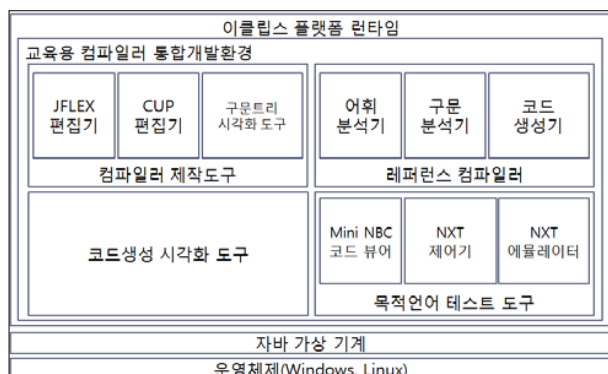 이클립스 플랫폼 런타임
교육용 컴파일러 통합개발환경
JFLEX
편집기
CUP
편집기
구문트리
시각화 도구
컴파일러 제작도구
어휘
분석기
구문
분석기
코드
생성기
레퍼런스 컴파일러
코드생성 시각화 도구
Mini NBC
코드 뷰어
NXT
제어기
NXT
에뮬레이터
목적언어 테스트 도구
자바 가상 기계
운영체제(Windows, Linux)